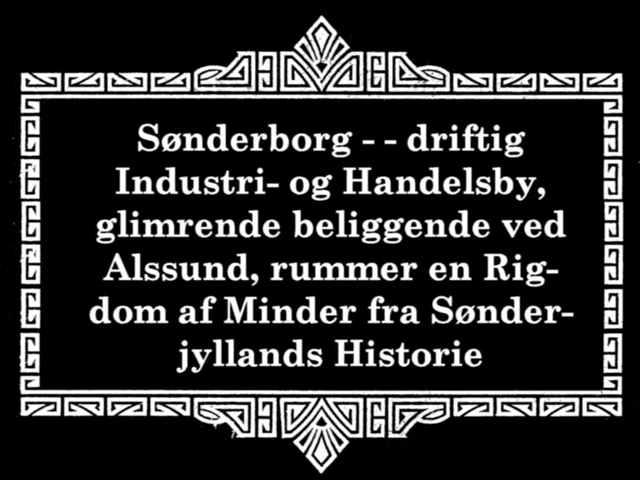 Sønderborg - - driftig
Industri- og Handelsby,
glimrende beliggende ved
Alssund, rummer en Rig-
dom af Minder fra Sønder-
jyllands Historie